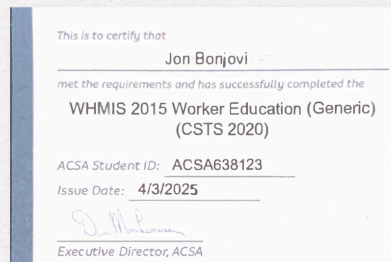 This is to certify that
Jon Bonjovi
met the requirements and has successfully completed the
WHMIS 2015 Worker Education (Generic)
(CSTS 2020)
ACSA Student ID: ACSA638123
Issue Date: 4/3/2025
Executive Director, ACSA